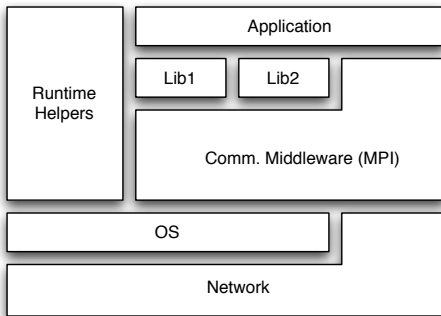 Application
Runtime
Helpers
Lib1
Lib2
Comm. Middleware (MPI)
OS
Network